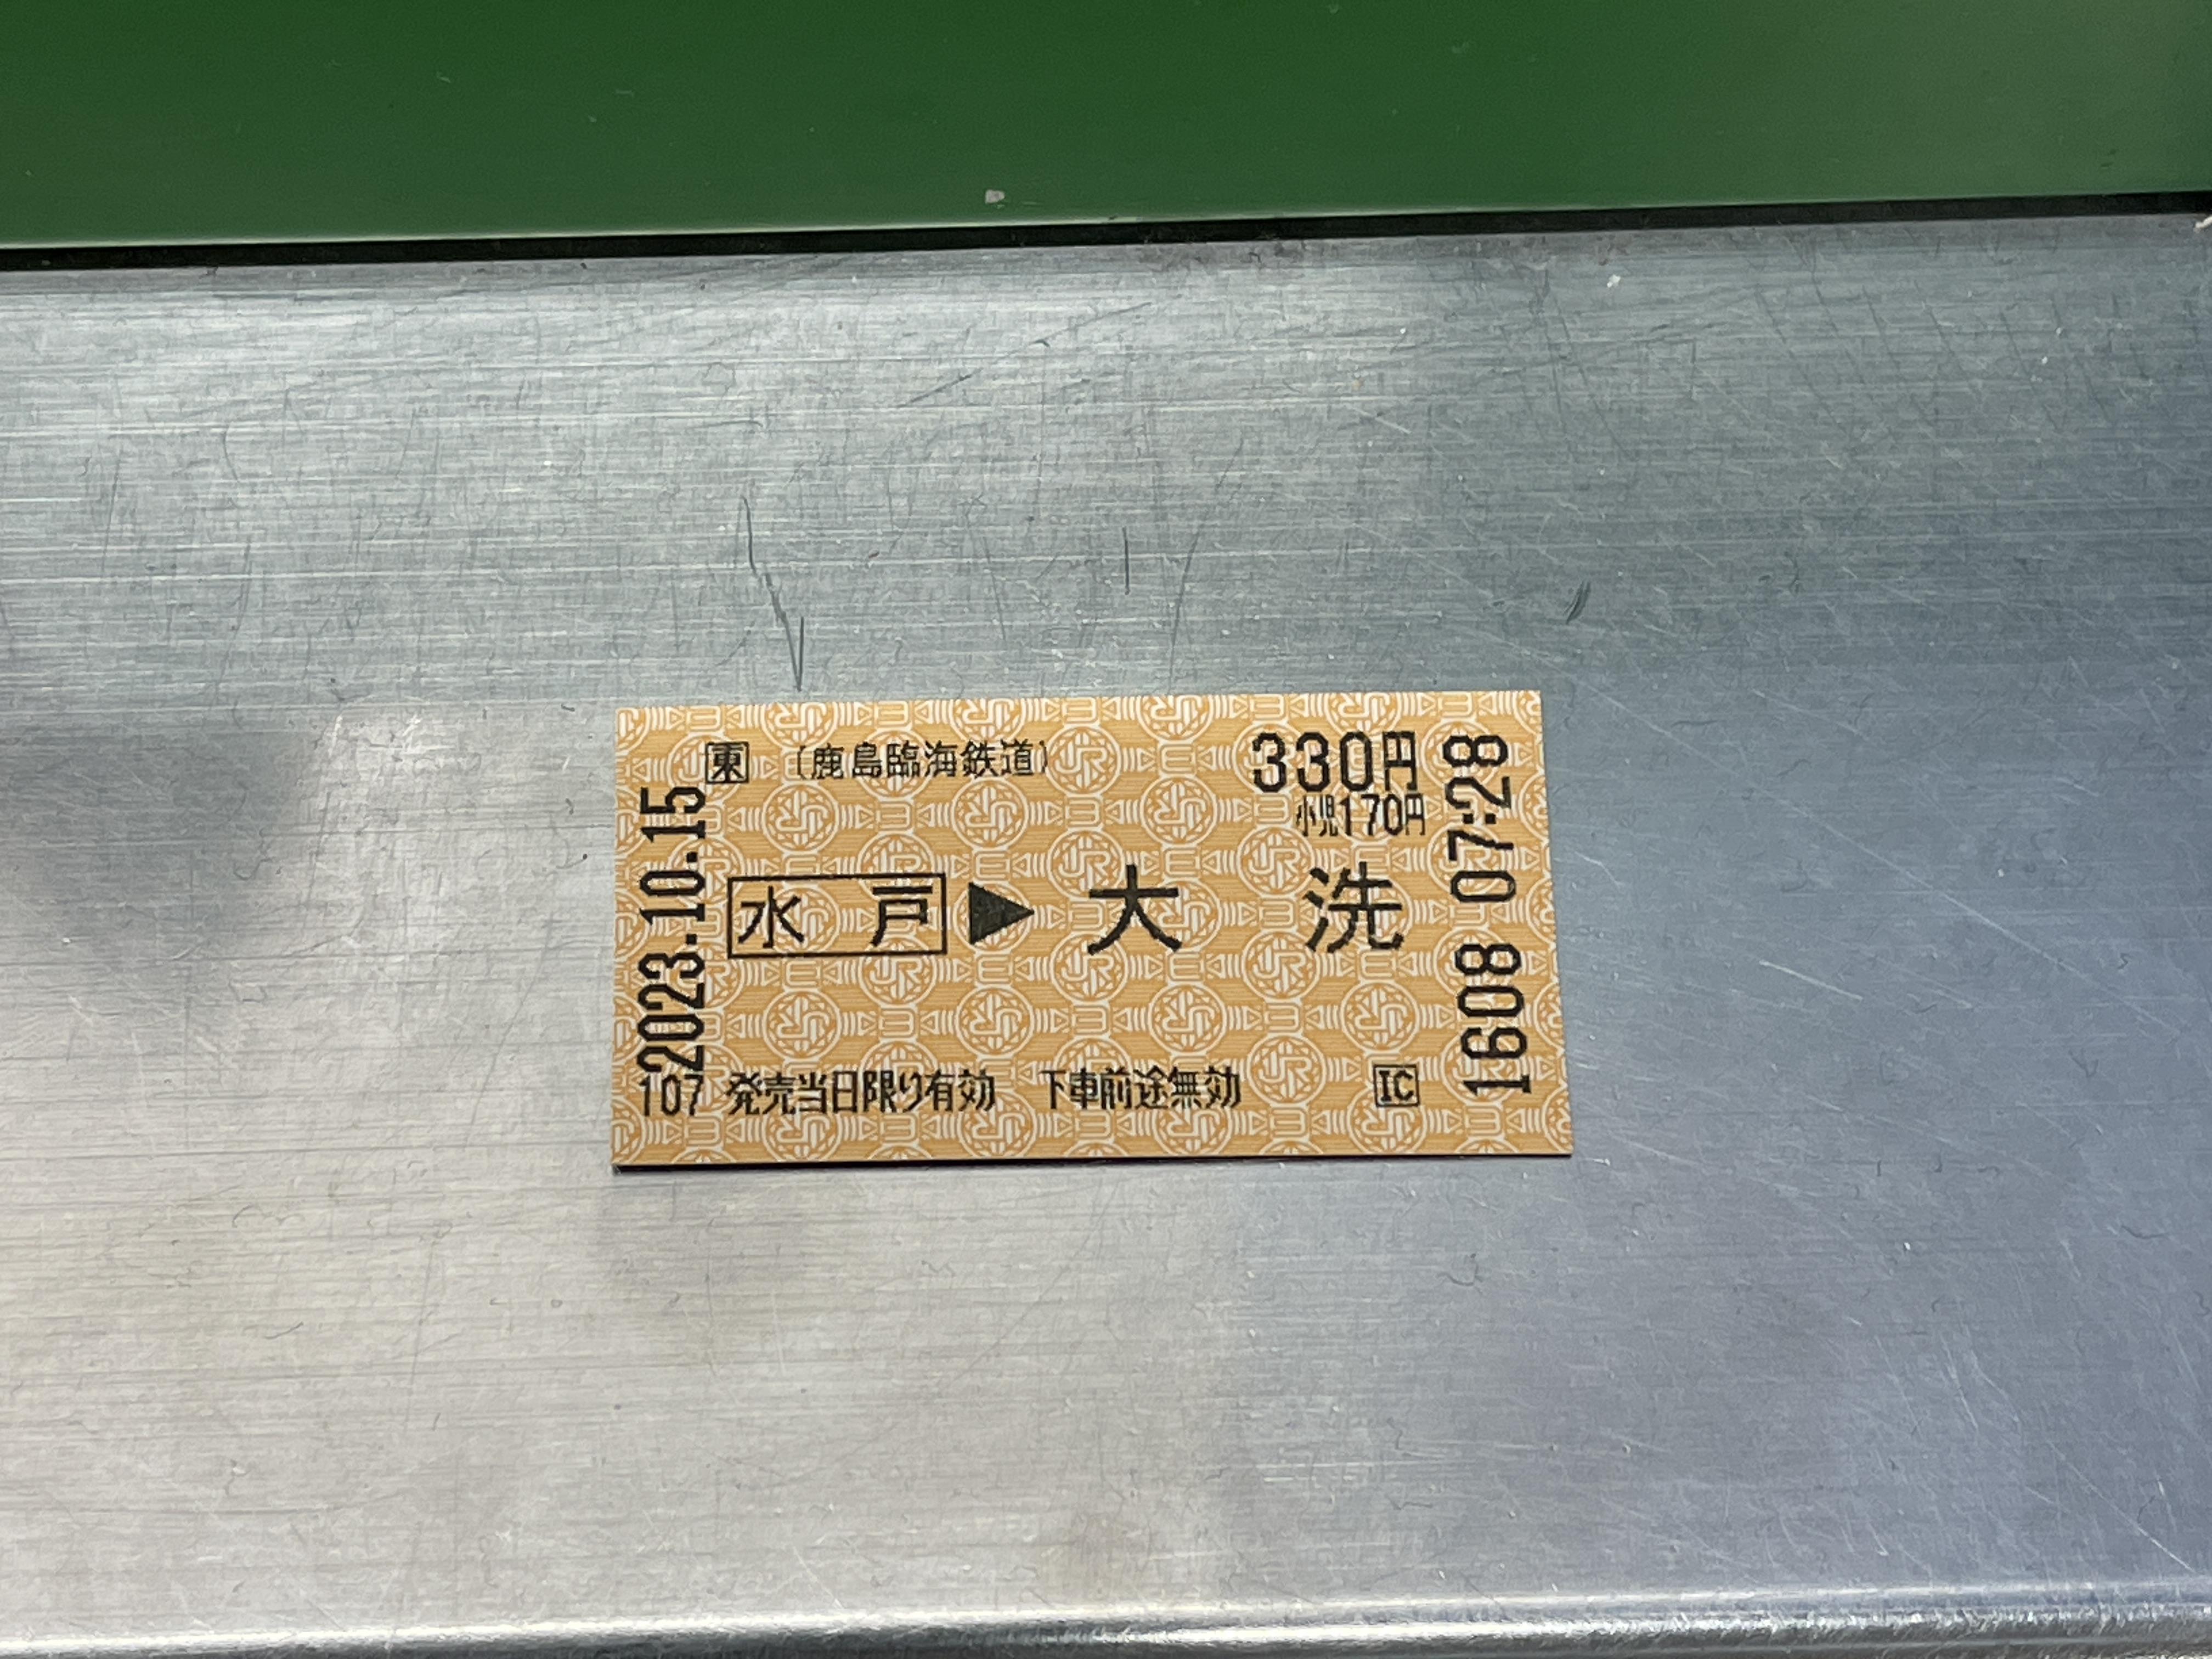 東 (鹿島臨海鉄道) 330円
小児170円
2023.10.15
水戸▶大洗
1608 07:28
107 発売当日限り有効 下車前途無効 IC